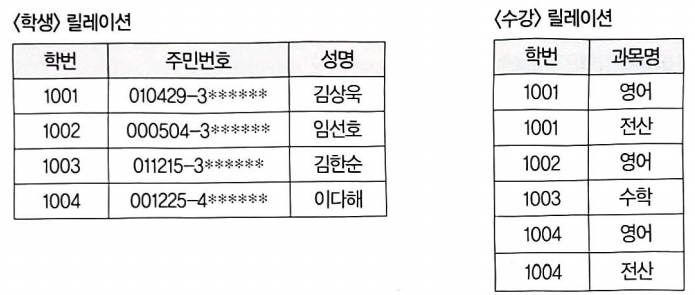 〈학생〉 릴레이션
학번 주민번호 성명
1001 010429-3****** 김상욱
1002 000504-3****** 임선호
1003 011215-3****** 김한순
1004 001225-4****** 이다해
〈수강〉 릴레이션
학번 과목명
1001 영어
1001 전산
1002 영어
1003 수학
1004 영어
1004 전산